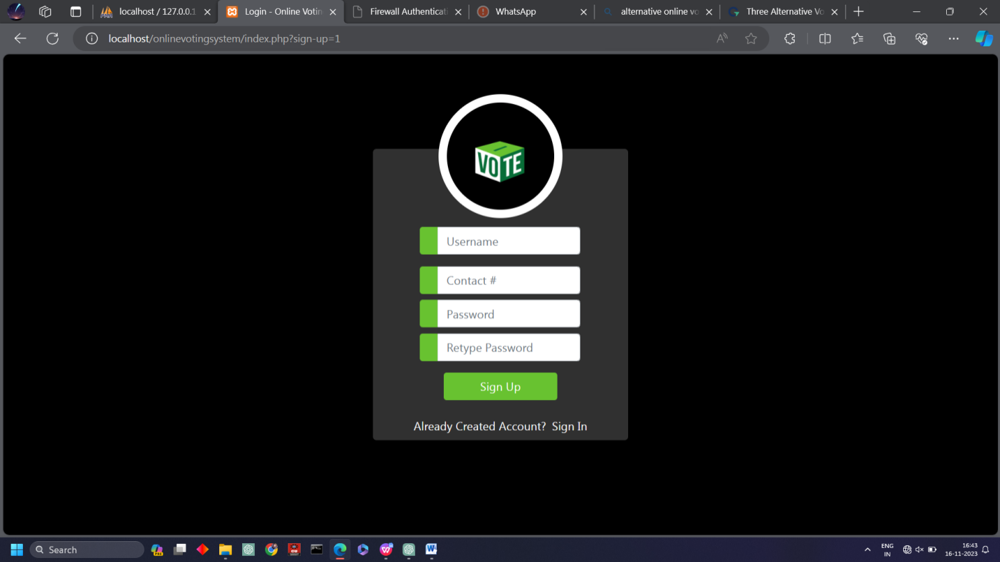 localhost / 127.0.0.1
Login - Online Votin
Firewall Authenticati
WhatsApp
alternative online vo
Three Alternative Vo
localhost/onlinevotingsystem/index.php?sign-up=1
VOTE
Username
Contact #
Password
Retype Password
Sign Up
Already Created Account? Sign In
Search
ENG
IN
16:43
16-11-2023